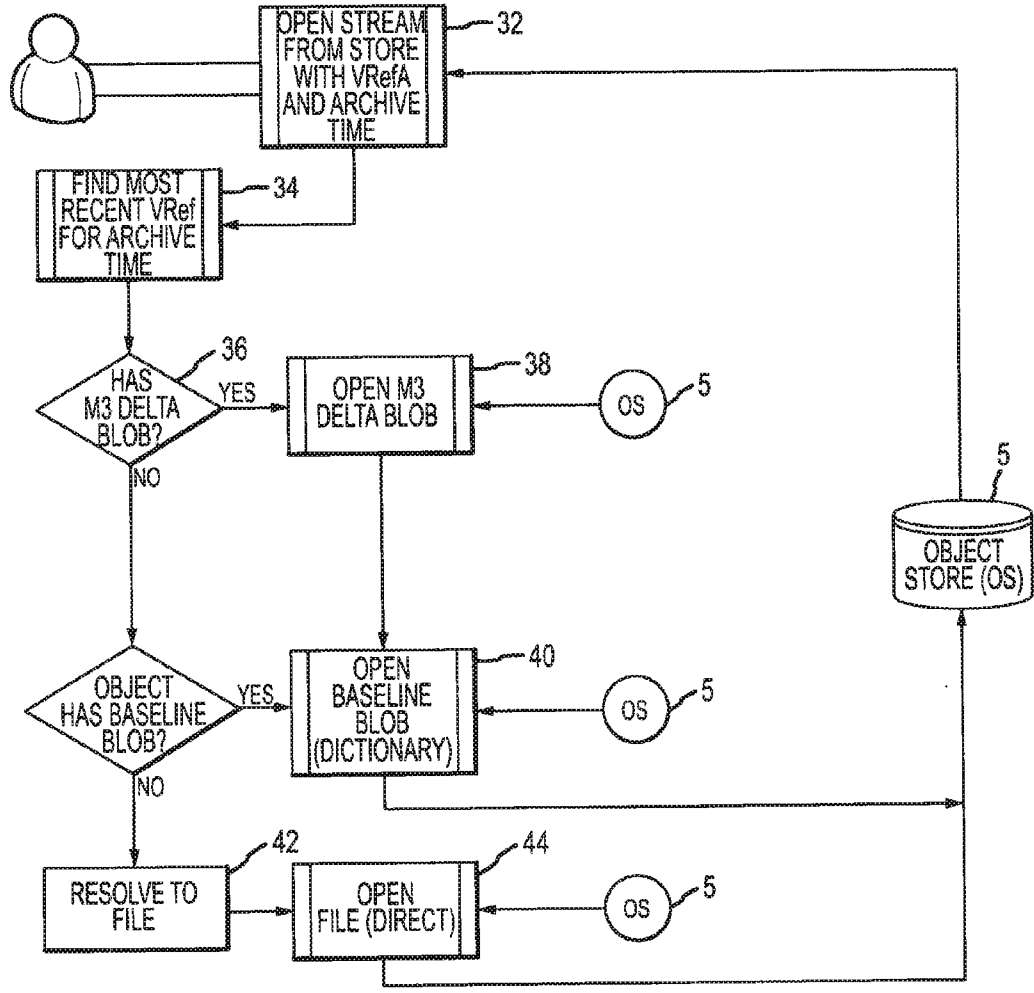 OPEN STREAM
FROM STORE
WITH VRefA
AND ARCHIVE
TIME
32
FIND MOST
RECENT VRef
FOR ARCHIVE
TIME
34
HAS
M3 DELTA
BLOB?
36
YES
NO
OPEN M3
DELTA BLOB
38
OS
5
OBJECT
STORE (OS)
5
OBJECT
HAS BASELINE
BLOB?
YES
NO
OPEN
BASELINE
BLOB
(DICTIONARY)
40
OS
5
RESOLVE TO
FILE
42
OPEN
FILE (DIRECT)
44
OS
5